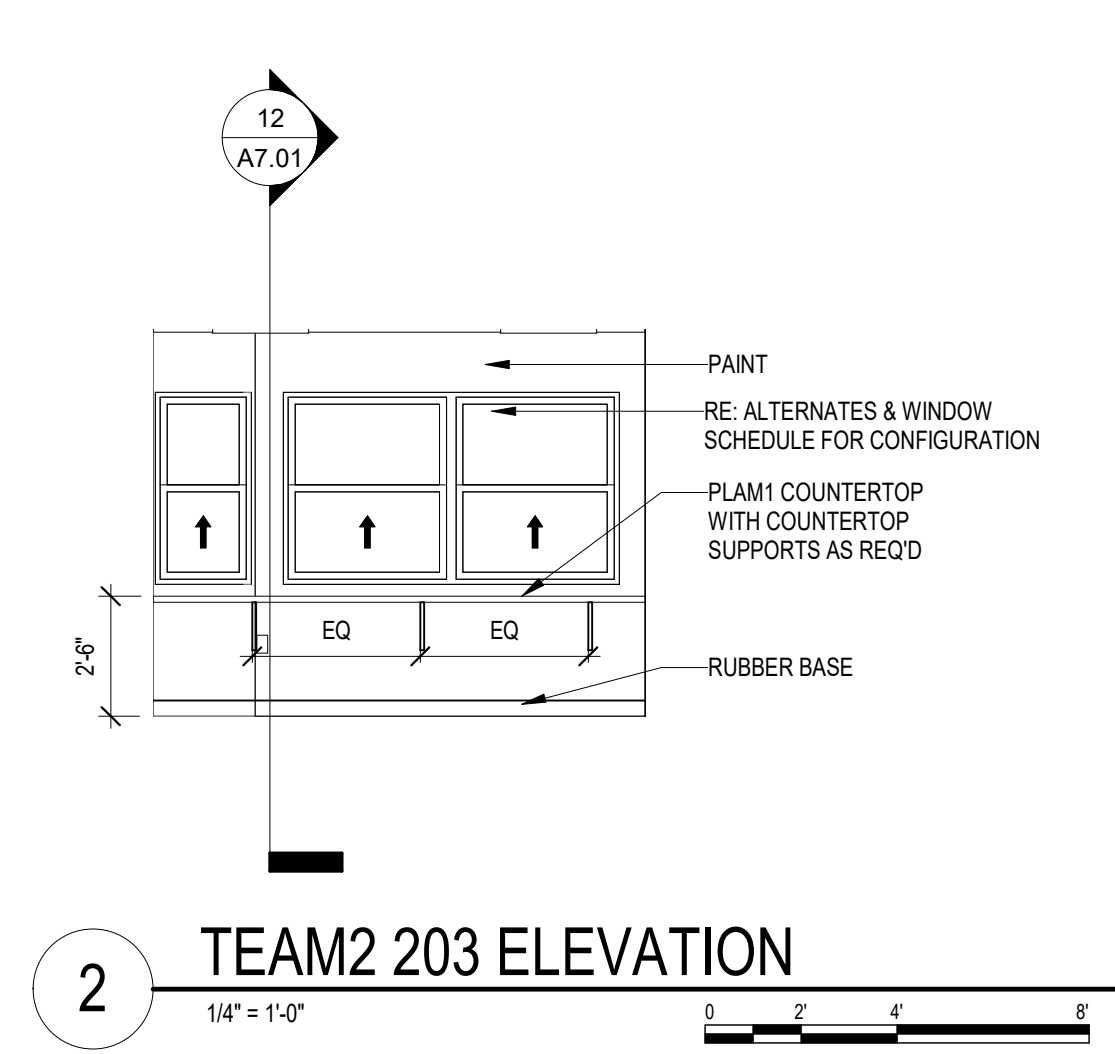 12
A7.01
PAINT
RE: ALTERNATES & WINDOW
SCHEDULE FOR CONFIGURATION
PLAM1 COUNTERTOP
WITH COUNTERTOP
SUPPORTS AS REQ'D
EQ
EQ
2'-6"
RUBBER BASE
2
TEAM2 203 ELEVATION
1/4" = 1'-0"
0 2' 4' 8'